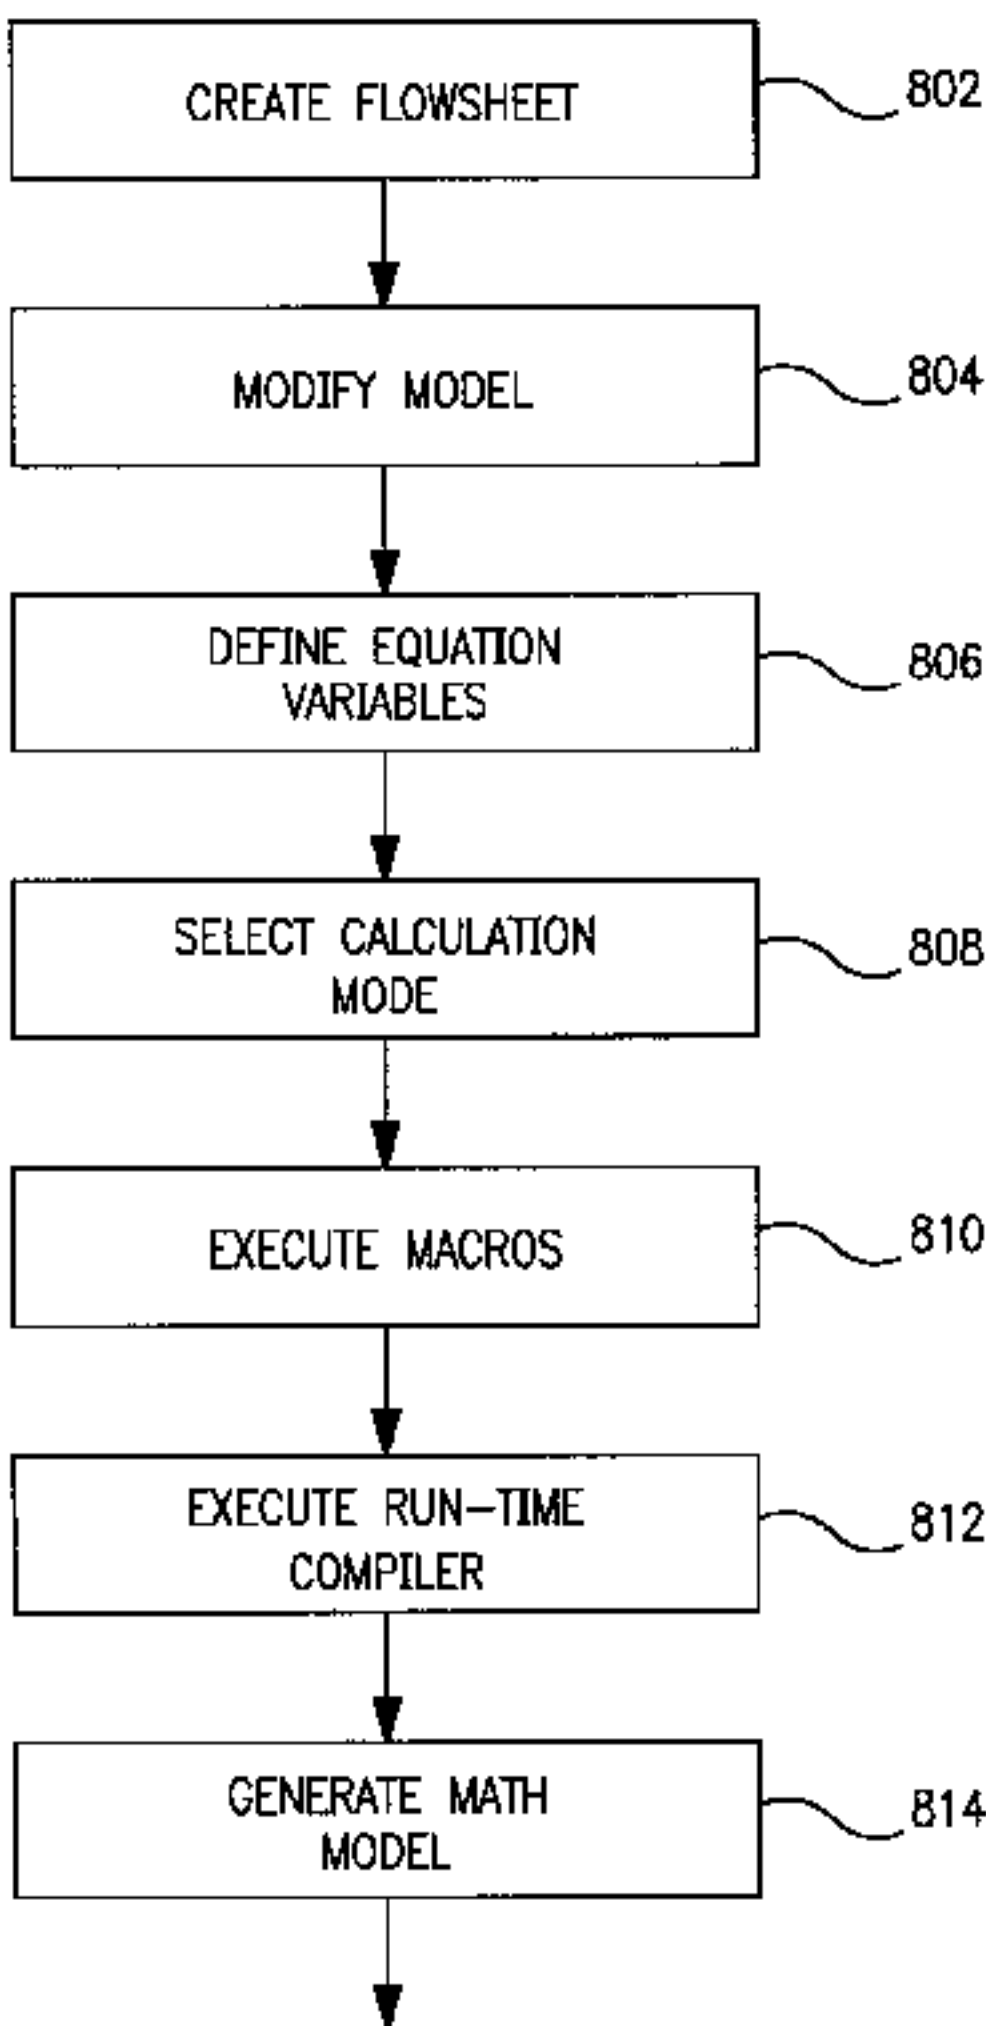 CREATE FLOWSHEET
802
MODIFY MODEL
804
DEFINE EQUATION
VARIABLES
806
SELECT CALCULATION
MODE
808
EXECUTE MACROS
810
EXECUTE RUN-TIME
COMPILER
812
GENERATE MATH
MODEL
814